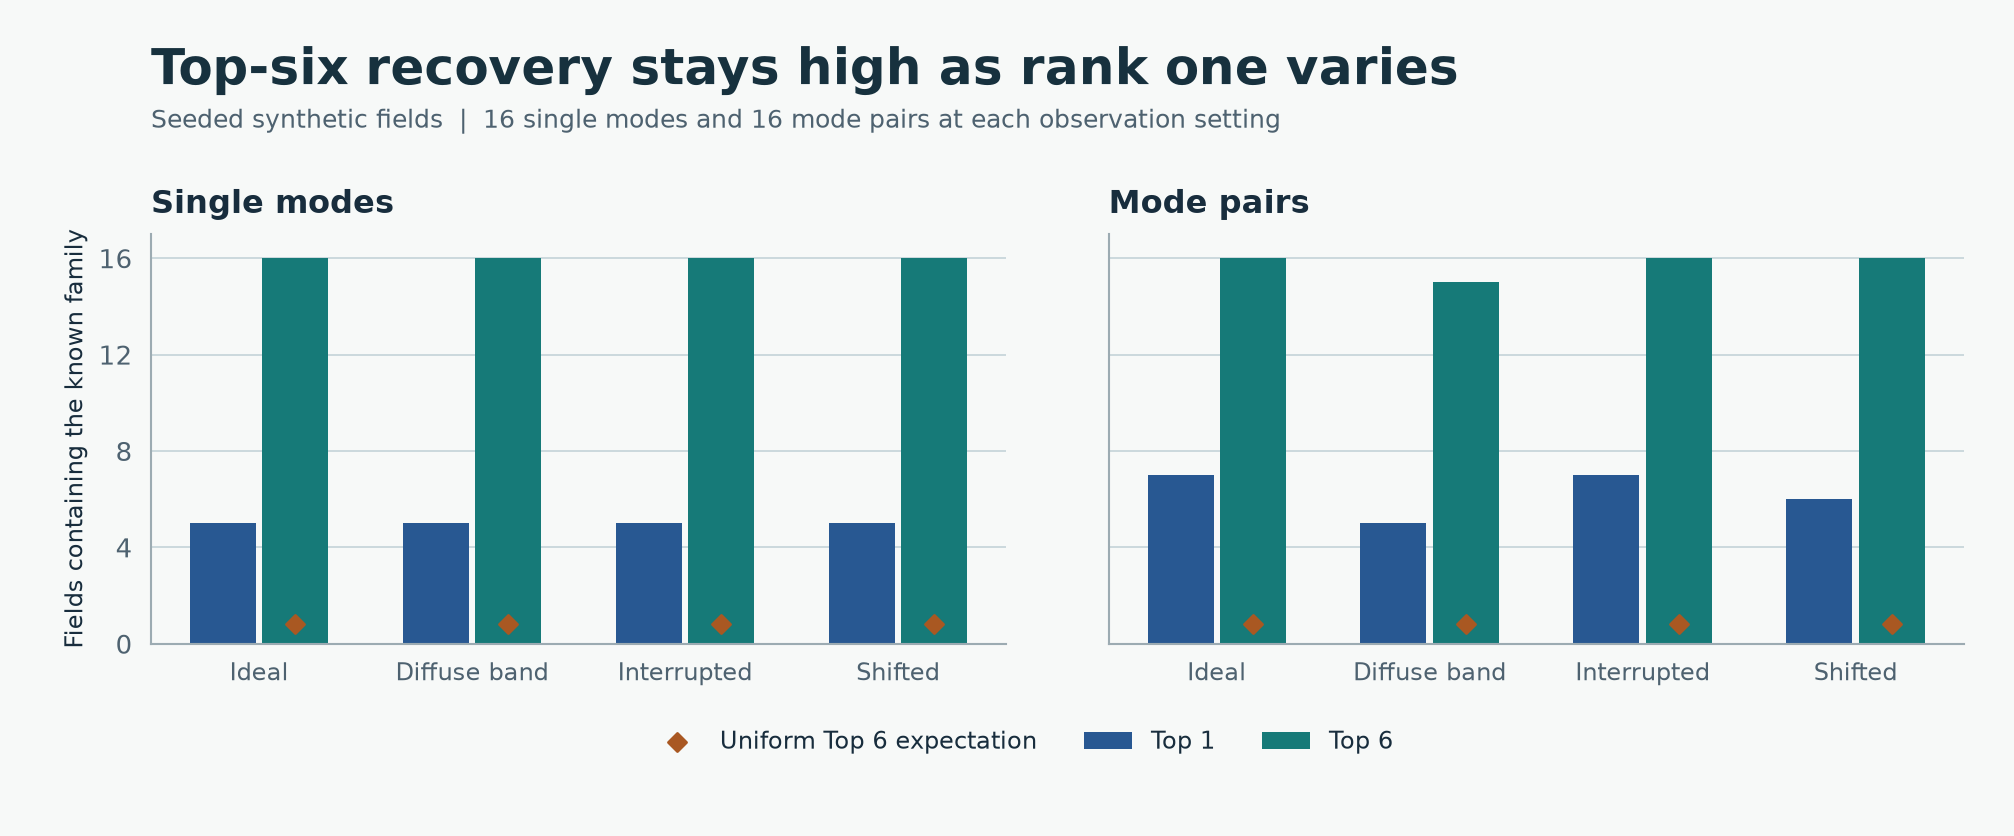 Top-six recovery stays high as rank one varies
Seeded synthetic fields | 16 single modes and 16 mode pairs at each observation setting
Single modes
Fields containing the known family
16
12
8
4
0
Ideal
Diffuse band
Interrupted
Shifted
Mode pairs
Ideal
Diffuse band
Interrupted
Shifted
Uniform Top 6 expectation
Top 1
Top 6